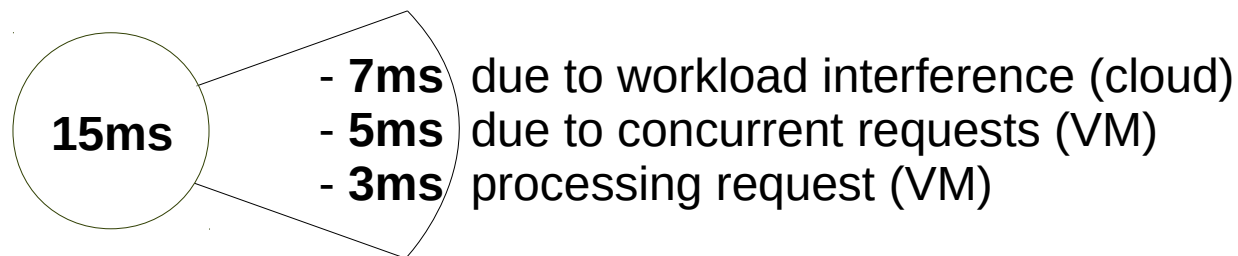 15ms
- 7ms due to workload interference (cloud)
- 5ms due to concurrent requests (VM)
- 3ms processing request (VM)